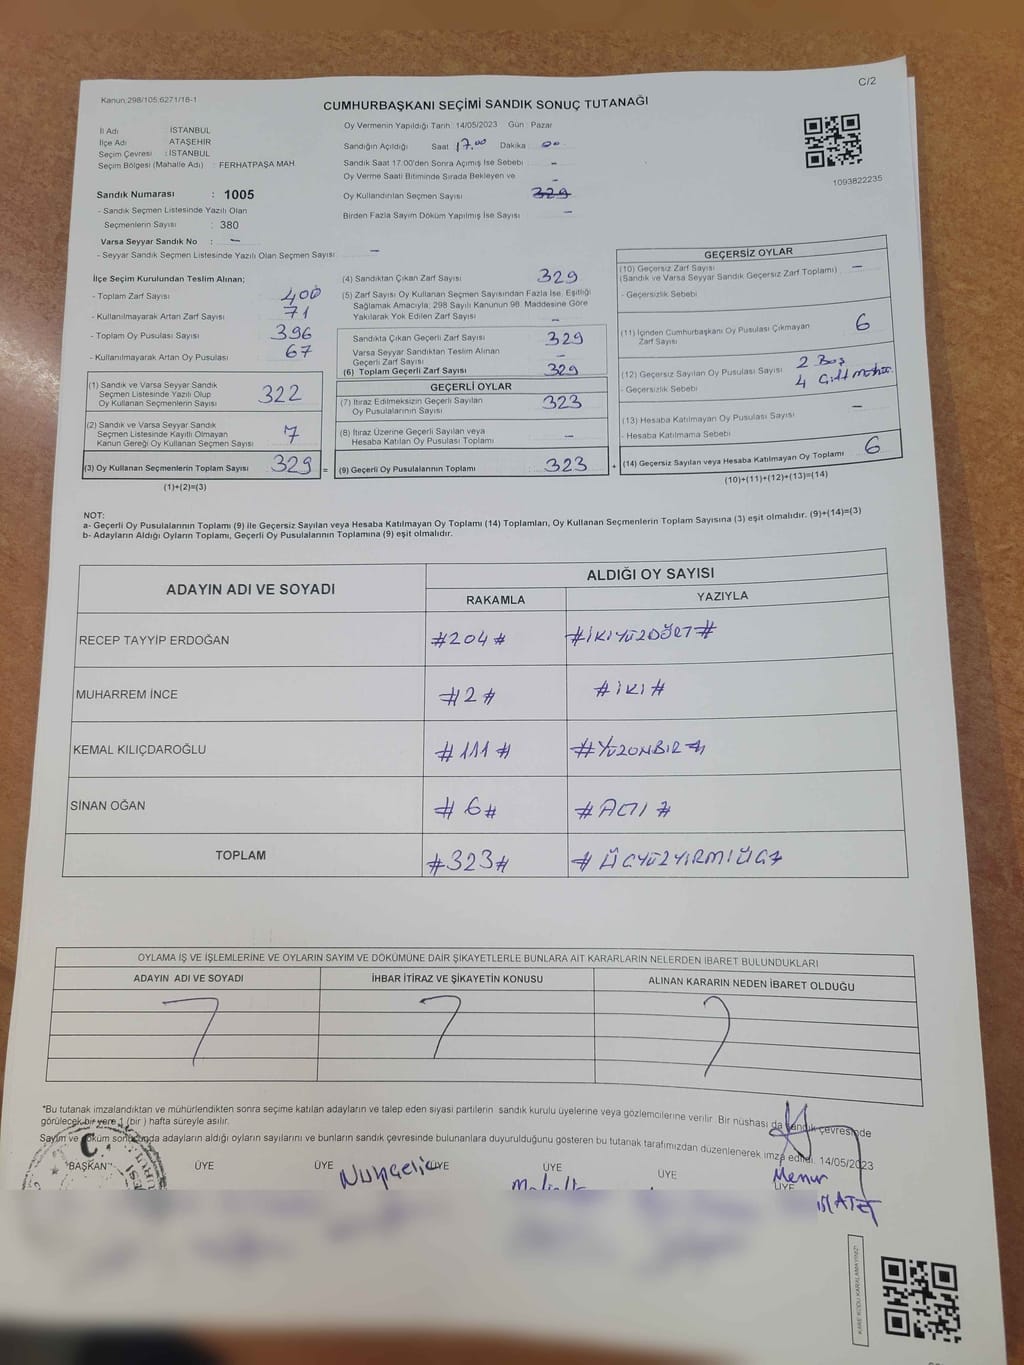 C/2
Kanun:298/105;6271/16-1
CUMHURBAŞKANI SEÇİMİ SANDIK SONUÇ TUTANAĞI
İl Adı : İSTANBUL
İlçe Adı : ATAŞEHİR
Seçim Çevresi : İSTANBUL
Seçim Bölgesi (Mahalle Adı) : FERHATPAŞA MAH
Oy Vermenin Yapıldığı Tarih : 14/05/2023 Gün : Pazar
Sandığın Açıldığı Saat 17.00 Dakika 00
Sandık Saat 17:00'den Sonra Açımış İse Sebebi -
Oy Verme Saati Bitiminde Sırada Bekleyen ve
Oy Kullandırılan Seçmen Sayısı - 329
Birden Fazla Sayım Döküm Yapılmış İse Sayısı -
1093822235
Sandık Numarası : 1005
- Sandık Seçmen Listesinde Yazılı Olan
Seçmenlerin Sayısı : 380
Varsa Seyyar Sandık No : -
- Seyyar Sandık Seçmen Listesinde Yazılı Olan Seçmen Sayısı: -
İlçe Seçim Kurulundan Teslim Alınan;
- Toplam Zarf Sayısı 400
- Kullanılmayarak Artan Zarf Sayısı 71
- Toplam Oy Pusulası Sayısı 396
- Kullanılmayarak Artan Oy Pusulası 67
(1) Sandık ve Varsa Seyyar Sandık
Seçmen Listesinde Yazılı Olup
Oy Kullanan Seçmenlerin Sayısı 322
(2) Sandık ve Varsa Seyyar Sandık
Seçmen Listesinde Kayıtlı Olmayan
Kanun Gereği Oy Kullanan Seçmen Sayısı 7
(3) Oy Kullanan Seçmenlerin Toplam Sayısı 329 =
(1)+(2)=(3)
(4) Sandıktan Çıkan Zarf Sayısı 329
(5) Zarf Sayısı Oy Kullanan Seçmen Sayısından Fazla İse, Eşitliği
Sağlamak Amacıyla; 298 Sayılı Kanunun 98. Maddesine Göre
Yakılarak Yok Edilen Zarf Sayısı -
Sandıkta Çıkan Geçerli Zarf Sayısı 329
Varsa Seyyar Sandıktan Teslim Alınan
Geçerli Zarf Sayısı -
(6) Toplam Geçerli Zarf Sayısı 329
GEÇERLİ OYLAR
(7) İtiraz Edilmeksizin Geçerli Sayılan
Oy Pusulalarının Sayısı 323
(8) İtiraz Üzerine Geçerli Sayılan veya
Hesaba Katılan Oy Pusulası Toplamı -
(9) Geçerli Oy Pusulalarının Toplamı 323 +
GEÇERSİZ OYLAR
(10) Geçersiz Zarf Sayısı
(Sandık ve Varsa Seyyar Sandık Geçersiz Zarf Toplamı) -
- Geçersizlik Sebebi
(11) İçinden Cumhurbaşkanı Oy Pusulası Çıkmayan
Zarf Sayısı 6
(12) Geçersiz Sayılan Oy Pusulası Sayısı 2 Boş
- Geçersizlik Sebebi 4 Çift
(13) Hesaba Katılmayan Oy Pusulası Sayısı -
- Hesaba Katılmama Sebebi
(14) Geçersiz Sayılan veya Hesaba Katılmayan Oy Toplamı 6
(10)+(11)+(12)+(13)=(14)
NOT:
a- Geçerli Oy Pusulalarının Toplamı (9) ile Geçersiz Sayılan veya Hesaba Katılmayan Oy Toplamı (14) Toplamları, Oy Kullanan Seçmenlerin Toplam Sayısına (3) eşit olmalıdır. (9)+(14)=(3)
b- Adayların Aldığı Oyların Toplamı, Geçerli Oy Pusulalarının Toplamına (9) eşit olmalıdır.
ADAYIN ADI VE SOYADI
ALDIĞI OY SAYISI
RAKAMLA YAZIYLA
RECEP TAYYİP ERDOĞAN #204# #İKİYÜZDÖRT#
MUHARREM İNCE #2# #İKİ#
KEMAL KILIÇDAROĞLU #111# #YÜZONBİR#
SİNAN OĞAN #6# #ALTI#
TOPLAM #323# #ÜÇYÜZYİRMİÜÇ#
OYLAMA İŞ VE İŞLEMLERİNE VE OYLARIN SAYIM VE DÖKÜMÜNE DAİR ŞİKAYETLERLE BUNLARA AİT KARARLARIN NELERDEN İBARET BULUNDUKLARI
ADAYIN ADI VE SOYADI İHBAR İTİRAZ VE ŞİKAYETİN KONUSU ALINAN KARARIN NEDEN İBARET OLDUĞU
*Bu tutanak imzalandıktan ve mühürlendikten sonra seçime katılan adayların ve talep eden siyasi partilerin sandık kurulu üyelerine veya gözlemcilerine verilir. Bir nüshası da sandık çevresinde
görülecek bir yere 1 (bir ) hafta süreyle asılır.
Sayım ve döküm sonucunda adayların aldığı oyların sayılarını ve bunların sandık çevresinde bulunanlara duyurulduğunu gösteren bu tutanak tarafımızdan düzenlenerek imza edildi. 14/05/2023
BAŞKAN ÜYE ÜYE ÜYE ÜYE ÜYE ÜYE
KARE KODU KARALAMAYINIZ!